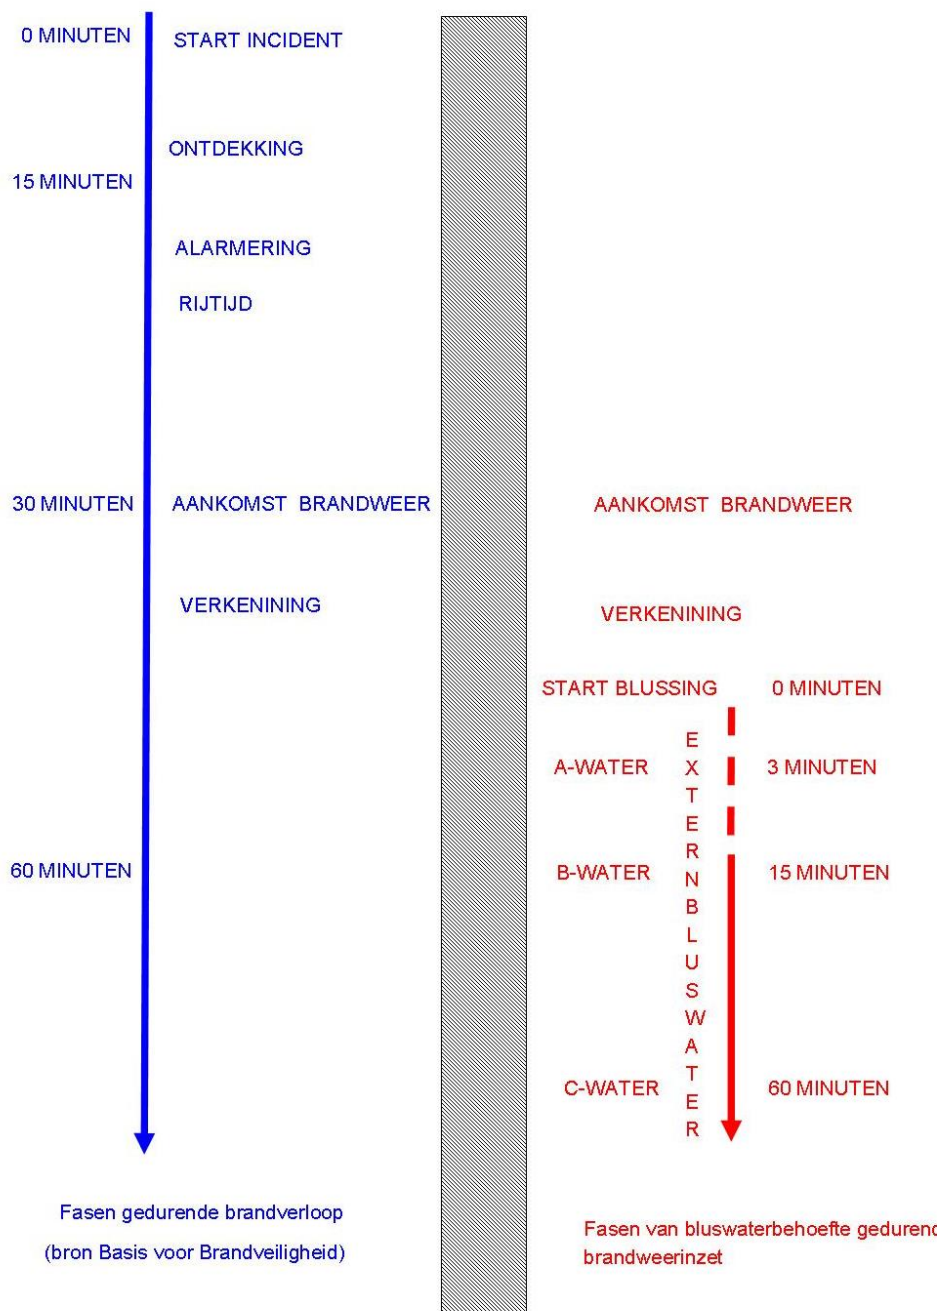 0 MINUTEN
START INCIDENT
ONTDEKKING
15 MINUTEN
ALARMERING
RIJTIJD
30 MINUTEN
AANKOMST BRANDWEER
VERKENINING
60 MINUTEN
Fasen gedurende brandverloop
(bron Basis voor Brandveiligheid)
AANKOMST BRANDWEER
VERKENINING
START BLUSSING
0 MINUTEN
A-WATER
3 MINUTEN
B-WATER
15 MINUTEN
C-WATER
60 MINUTEN
EXTERNBLUSWATER
Fasen van bluswaterbehoefte gedurend
brandweerinzet